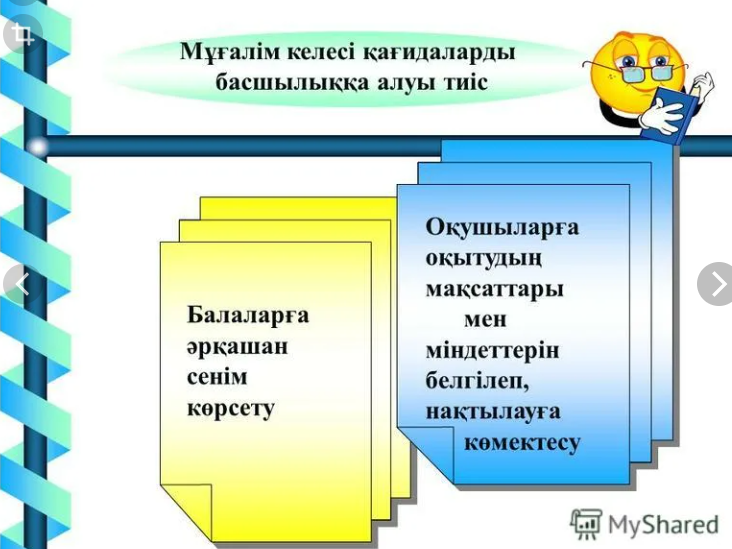 Мұғалім келесі қағидаларды
басшылыққа алуы тиіс
Балаларға
әрқашан
сенім
көрсету
Оқушыларға
оқытудың
мақсаттары
мен
міндеттерін
белгілеп,
нақтылауға
көмектесу
MyShared